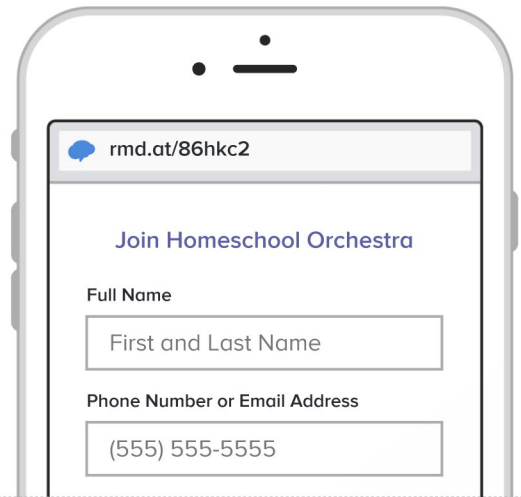 rmd.at/86hkc2
Join Homeschool Orchestra
Full Name
First and Last Name
Phone Number or Email Address
(555) 555-5555